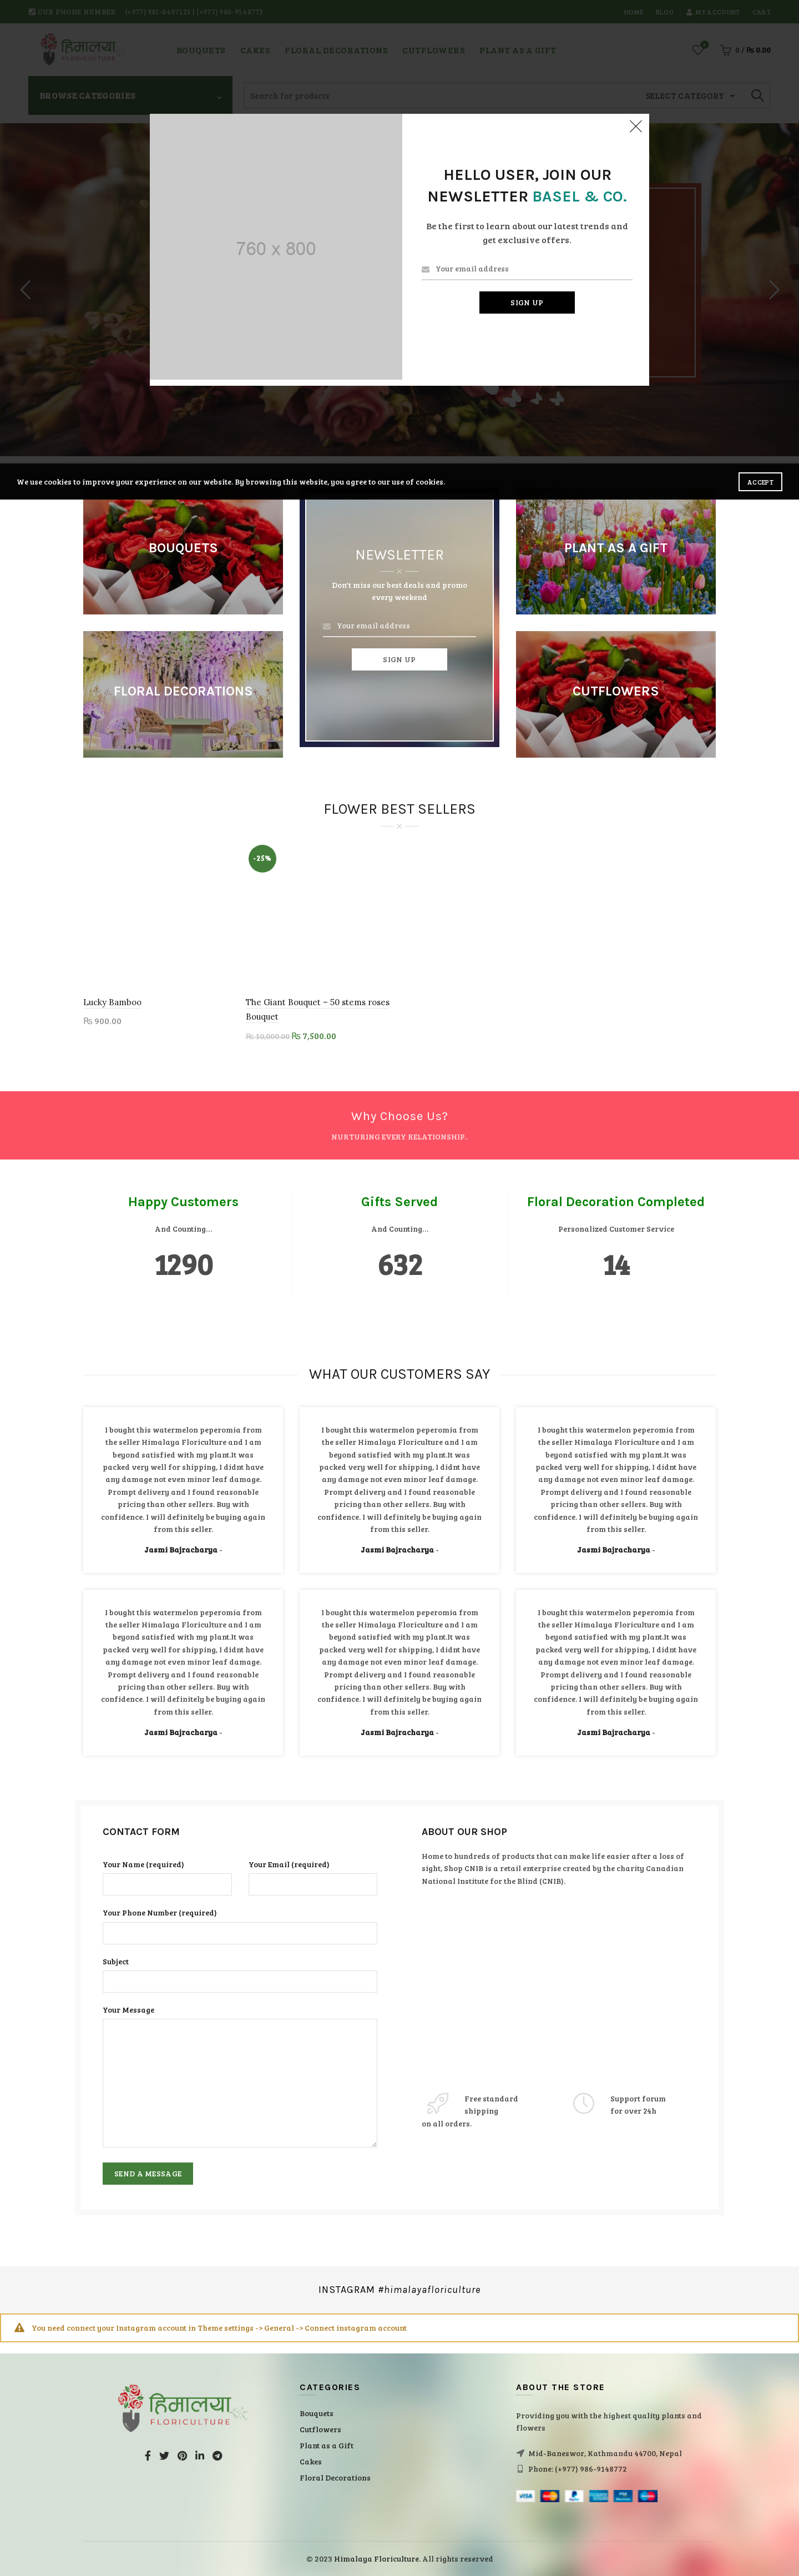 OUR PHONE NUMBER: (+977) 981-8497125 | (+977) 986-9148772
HOME BLOG MY ACCOUNT CART
हिमालया
FLORICULTURE
BOUQUETS CAKES FLORAL DECORATIONS CUTFLOWERS PLANT AS A GIFT
0
0 / ₨ 0.00
BROWSE CATEGORIES
Search for products
SELECT CATEGORY
760 x 800
HELLO USER, JOIN OUR
NEWSLETTER BASEL & CO.
Be the first to learn about our latest trends and
get exclusive offers.
Your email address
SIGN UP
We use cookies to improve your experience on our website. By browsing this website, you agree to our use of cookies.
ACCEPT
BOUQUETS
NEWSLETTER
Don't miss our best deals and promo
every weekend
Your email address
SIGN UP
PLANT AS A GIFT
FLORAL DECORATIONS
CUTFLOWERS
FLOWER BEST SELLERS
-25%
Lucky Bamboo
₨ 900.00
The Giant Bouquet – 50 stems roses
Bouquet
₨ 10,000.00 ₨ 7,500.00
Why Choose Us?
NURTURING EVERY RELATIONSHIP..
Happy Customers
And Counting...
1290
Gifts Served
And Counting...
632
Floral Decoration Completed
Personalized Customer Service
14
WHAT OUR CUSTOMERS SAY
I bought this watermelon peperomia from
the seller Himalaya Floriculture and I am
beyond satisfied with my plant.It was
packed very well for shipping, I didnt have
any damage not even minor leaf damage.
Prompt delivery and I found reasonable
pricing than other sellers. Buy with
confidence. I will definitely be buying again
from this seller.
Jasmi Bajracharya -
I bought this watermelon peperomia from
the seller Himalaya Floriculture and I am
beyond satisfied with my plant.It was
packed very well for shipping, I didnt have
any damage not even minor leaf damage.
Prompt delivery and I found reasonable
pricing than other sellers. Buy with
confidence. I will definitely be buying again
from this seller.
Jasmi Bajracharya -
I bought this watermelon peperomia from
the seller Himalaya Floriculture and I am
beyond satisfied with my plant.It was
packed very well for shipping, I didnt have
any damage not even minor leaf damage.
Prompt delivery and I found reasonable
pricing than other sellers. Buy with
confidence. I will definitely be buying again
from this seller.
Jasmi Bajracharya -
I bought this watermelon peperomia from
the seller Himalaya Floriculture and I am
beyond satisfied with my plant.It was
packed very well for shipping, I didnt have
any damage not even minor leaf damage.
Prompt delivery and I found reasonable
pricing than other sellers. Buy with
confidence. I will definitely be buying again
from this seller.
Jasmi Bajracharya -
I bought this watermelon peperomia from
the seller Himalaya Floriculture and I am
beyond satisfied with my plant.It was
packed very well for shipping, I didnt have
any damage not even minor leaf damage.
Prompt delivery and I found reasonable
pricing than other sellers. Buy with
confidence. I will definitely be buying again
from this seller.
Jasmi Bajracharya -
I bought this watermelon peperomia from
the seller Himalaya Floriculture and I am
beyond satisfied with my plant.It was
packed very well for shipping, I didnt have
any damage not even minor leaf damage.
Prompt delivery and I found reasonable
pricing than other sellers. Buy with
confidence. I will definitely be buying again
from this seller.
Jasmi Bajracharya -
CONTACT FORM
Your Name (required)
Your Email (required)
Your Phone Number (required)
Subject
Your Message
SEND A MESSAGE
ABOUT OUR SHOP
Home to hundreds of products that can make life easier after a loss of
sight, Shop CNIB is a retail enterprise created by the charity Canadian
National Institute for the Blind (CNIB).
Free standard
shipping
on all orders.
Support forum
for over 24h
INSTAGRAM #himalayafloriculture
You need connect your Instagram account in Theme settings -> General -> Connect instagram account
हिमालया
FLORICULTURE
CATEGORIES
Bouquets
Cutflowers
Plant as a Gift
Cakes
Floral Decorations
ABOUT THE STORE
Providing you with the highest quality plants and
flowers
Mid-Baneswor, Kathmandu 44700, Nepal
Phone: (+977) 986-9148772
VISA
© 2023 Himalaya Floriculture. All rights reserved